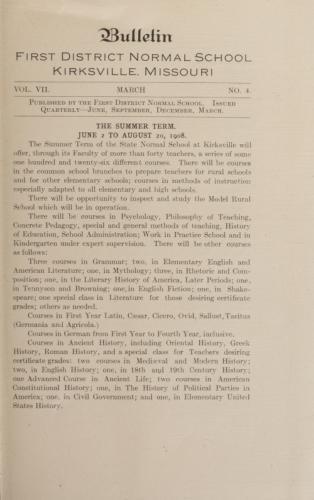 Bulletin
FIRST DISTRICT NORMAL SCHOOL
KIRKSVILLE, MISSOURI
VOL. VII. MARCH NO. 4.
PUBLISHED BY THE FIRST DISTRICT NORMAL SCHOOL. ISSUED
QUARTERLY—JUNE, SEPTEMBER, DECEMBER, MARCH.
THE SUMMER TERM.
JUNE 2 TO AUGUST 20, 1908.
The Summer Term of the State Normal School at Kirksville will
offer, through its Faculty of more than forty teachers, a series of some
one hundred and twenty-six different courses. There will be courses
in the common school branches to prepare teachers for rural schools
and for other elementary schools; courses in methods of instruction
especially adapted to all elementary and high schools.
There will be opportunity to inspect and study the Model Rural
School which will be in operation.
There will be courses in Psychology, Philosophy of Teaching,
Concrete Pedagogy, special and general methods of teaching, History
of Education, School Administration; Work in Practice School and in
Kindergarten under expert supervision. There will be other courses
as follows:
Three courses in Grammar; two, in Elementary English and
American Literature; one, in Mythology; three, in Rhetoric and Com-
position; one, in the Literary History of America, Later Periods; one,
in Tennyson and Browning; one, in English Fiction; one, in Shake-
speare; one special class in Literature for those desiring certificate
grades; others as needed.
Courses in First Year Latin, Cæsar, Cicero, Ovid, Sallust, Tacitus
(Germania and Agricola.)
Courses in German from First Year to Fourth Year, inclusive.
Courses in Ancient History, including Oriental History, Greek
History, Roman History, and a special class for Teachers desiring
certificate grades: two courses in Mediæval and Modern History;
two, in English History; one, in 18th and 19th Century History;
one Advanced Course in Ancient Life; two courses in American
Constitutional History; one, in The History of Political Parties in
America; one, in Civil Government; and one, in Elementary United
States History.